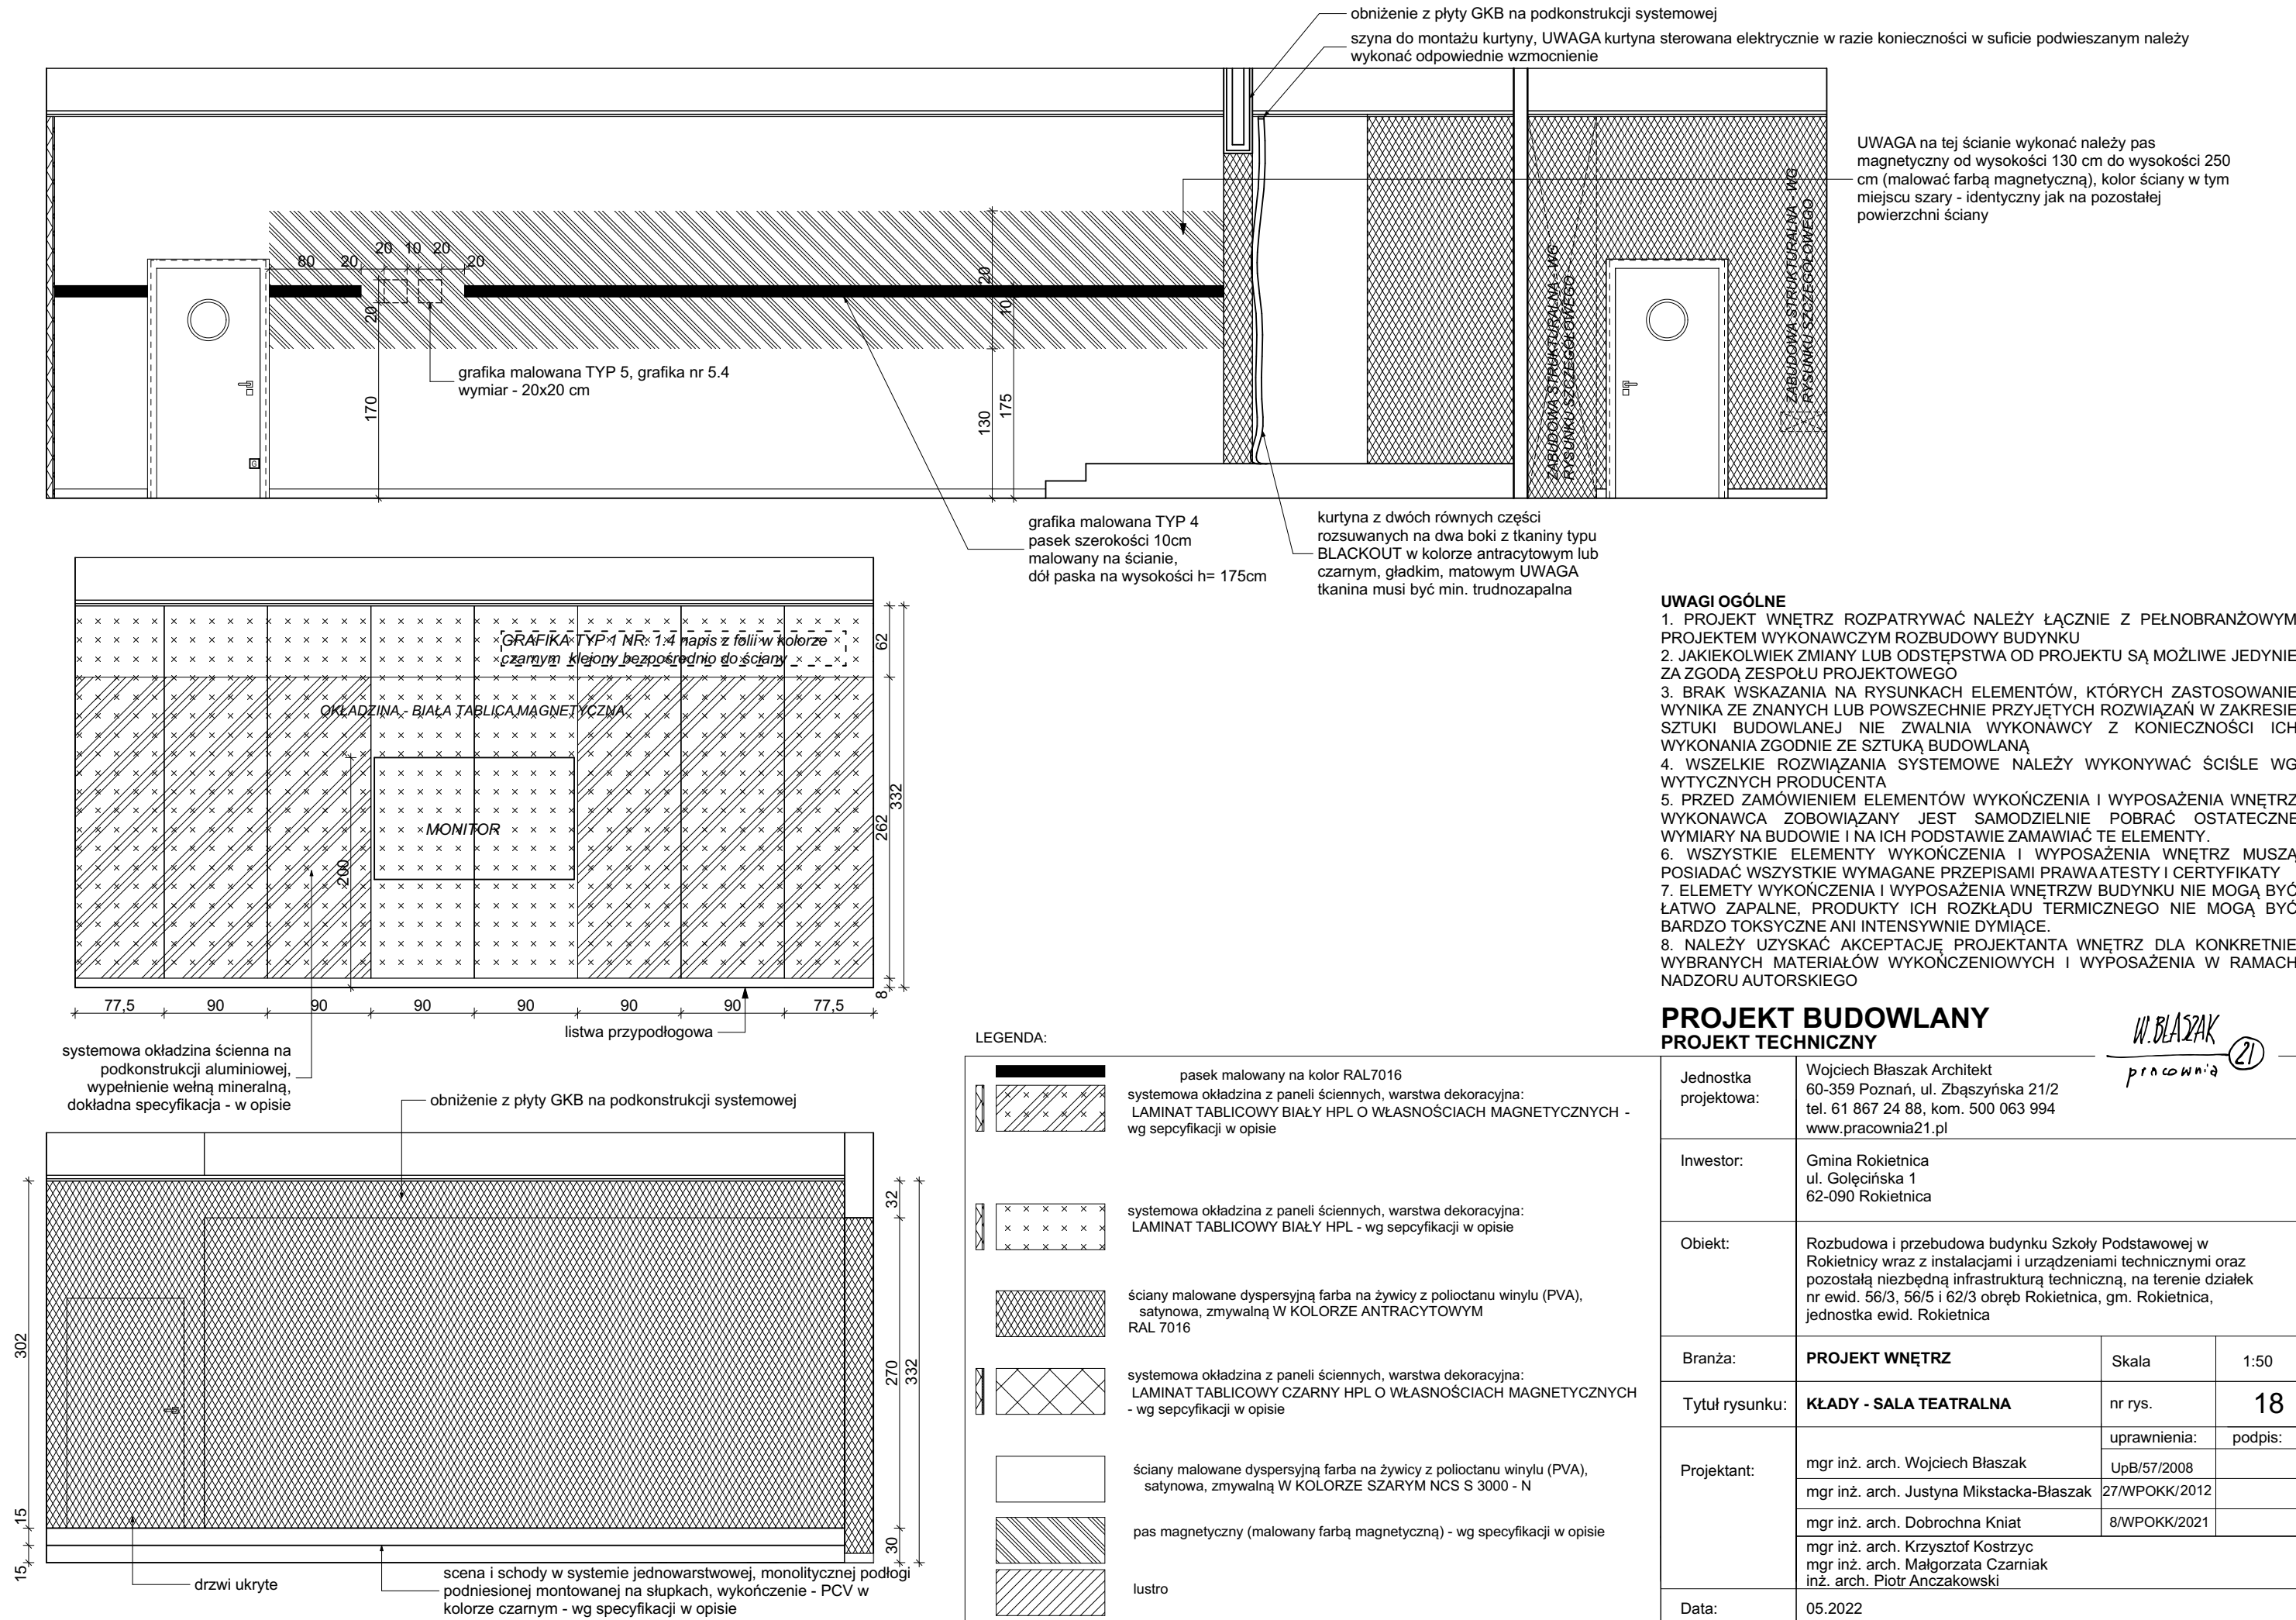 obniżenie z płyty GKB na podkonstrukcji systemowej
szyna do montażu kurtyny, UWAGA kurtyna sterowana elektrycznie w razie konieczności w suficie podwieszanym należy
wykonać odpowiednie wzmocnienie
UWAGA na tej ścianie wykonać należy pas
magnetyczny od wysokości 130 cm do wysokości 250
cm (malować farbą magnetyczną), kolor ściany w tym
miejscu szary - identyczny jak na pozostałej
powierzchni ściany
ZABUDOWA STRUKTURALNA - WG
RYSUNKU SZCZEGÓŁOWEGO
ZABUDOWA STRUKTURALNA - WG
RYSUNKU SZCZEGÓŁOWEGO
80 20 20 10 20 20
20
170
20
10
130
175
G
grafika malowana TYP 5, grafika nr 5.4
wymiar - 20x20 cm
grafika malowana TYP 4
pasek szerokości 10cm
malowany na ścianie,
dół paska na wysokości h= 175cm
kurtyna z dwóch równych części
rozsuwanych na dwa boki z tkaniny typu
BLACKOUT w kolorze antracytowym lub
czarnym, gładkim, matowym UWAGA
tkanina musi być min. trudnozapalna
GRAFIKA TYP 1 NR: 1.4 napis z folii w kolorze
czarnym klejony bezpośrednio do ściany
OKŁADZINA - BIAŁA TABLICA MAGNETYCZNA
MONITOR
200
62
262
332
8
77,5 90 90 90 90 90 90 77,5
listwa przypodłogowa
systemowa okładzina ścienna na
podkonstrukcji aluminiowej,
wypełnienie wełną mineralną,
dokładna specyfikacja - w opisie
obniżenie z płyty GKB na podkonstrukcji systemowej
302
15
15
32
270
332
30
drzwi ukryte
scena i schody w systemie jednowarstwowej, monolitycznej podłogi
podniesionej montowanej na słupkach, wykończenie - PCV w
kolorze czarnym - wg specyfikacji w opisie
LEGENDA:
pasek malowany na kolor RAL7016
systemowa okładzina z paneli ściennych, warstwa dekoracyjna:
LAMINAT TABLICOWY BIAŁY HPL O WŁASNOŚCIACH MAGNETYCZNYCH -
wg sepcyfikacji w opisie
systemowa okładzina z paneli ściennych, warstwa dekoracyjna:
LAMINAT TABLICOWY BIAŁY HPL - wg sepcyfikacji w opisie
ściany malowane dyspersyjną farba na żywicy z polioctanu winylu (PVA),
satynowa, zmywalną W KOLORZE ANTRACYTOWYM
RAL 7016
systemowa okładzina z paneli ściennych, warstwa dekoracyjna:
LAMINAT TABLICOWY CZARNY HPL O WŁASNOŚCIACH MAGNETYCZNYCH
- wg sepcyfikacji w opisie
ściany malowane dyspersyjną farba na żywicy z polioctanu winylu (PVA),
satynowa, zmywalną W KOLORZE SZARYM NCS S 3000 - N
pas magnetyczny (malowany farbą magnetyczną) - wg specyfikacji w opisie
lustro
UWAGI OGÓLNE
1. PROJEKT WNĘTRZ ROZPATRYWAĆ NALEŻY ŁĄCZNIE Z PEŁNOBRANŻOWYM
PROJEKTEM WYKONAWCZYM ROZBUDOWY BUDYNKU
2. JAKIEKOLWIEK ZMIANY LUB ODSTĘPSTWA OD PROJEKTU SĄ MOŻLIWE JEDYNIE
ZA ZGODĄ ZESPOŁU PROJEKTOWEGO
3. BRAK WSKAZANIA NA RYSUNKACH ELEMENTÓW, KTÓRYCH ZASTOSOWANIE
WYNIKA ZE ZNANYCH LUB POWSZECHNIE PRZYJĘTYCH ROZWIĄZAŃ W ZAKRESIE
SZTUKI BUDOWLANEJ NIE ZWALNIA WYKONAWCY Z KONIECZNOŚCI ICH
WYKONANIA ZGODNIE ZE SZTUKĄ BUDOWLANĄ
4. WSZELKIE ROZWIĄZANIA SYSTEMOWE NALEŻY WYKONYWAĆ ŚCIŚLE WG
WYTYCZNYCH PRODUCENTA
5. PRZED ZAMÓWIENIEM ELEMENTÓW WYKOŃCZENIA I WYPOSAŻENIA WNĘTRZ
WYKONAWCA ZOBOWIĄZANY JEST SAMODZIELNIE POBRAĆ OSTATECZNE
WYMIARY NA BUDOWIE I NA ICH PODSTAWIE ZAMAWIAĆ TE ELEMENTY.
6. WSZYSTKIE ELEMENTY WYKOŃCZENIA I WYPOSAŻENIA WNĘTRZ MUSZĄ
POSIADAĆ WSZYSTKIE WYMAGANE PRZEPISAMI PRAWA ATESTY I CERTYFIKATY
7. ELEMETY WYKOŃCZENIA I WYPOSAŻENIA WNĘTRZW BUDYNKU NIE MOGĄ BYĆ
ŁATWO ZAPALNE, PRODUKTY ICH ROZKŁĄDU TERMICZNEGO NIE MOGĄ BYĆ
BARDZO TOKSYCZNE ANI INTENSYWNIE DYMIĄCE.
8. NALEŻY UZYSKAĆ AKCEPTACJĘ PROJEKTANTA WNĘTRZ DLA KONKRETNIE
WYBRANYCH MATERIAŁÓW WYKOŃCZENIOWYCH I WYPOSAŻENIA W RAMACH
NADZORU AUTORSKIEGO
PROJEKT BUDOWLANY
PROJEKT TECHNICZNY
W. BŁASZAK
pracownia 21
Jednostka
projektowa:
Wojciech Błaszak Architekt
60-359 Poznań, ul. Zbąszyńska 21/2
tel. 61 867 24 88, kom. 500 063 994
www.pracownia21.pl
Inwestor:
Gmina Rokietnica
ul. Golęcińska 1
62-090 Rokietnica
Obiekt:
Rozbudowa i przebudowa budynku Szkoły Podstawowej w
Rokietnicy wraz z instalacjami i urządzeniami technicznymi oraz
pozostałą niezbędną infrastrukturą techniczną, na terenie działek
nr ewid. 56/3, 56/5 i 62/3 obręb Rokietnica, gm. Rokietnica,
jednostka ewid. Rokietnica
Branża: PROJEKT WNĘTRZ Skala 1:50
Tytuł rysunku: KŁADY - SALA TEATRALNA nr rys. 18
uprawnienia: podpis:
Projektant: mgr inż. arch. Wojciech Błaszak UpB/57/2008
mgr inż. arch. Justyna Mikstacka-Błaszak 27/WPOKK/2012
mgr inż. arch. Dobrochna Kniat 8/WPOKK/2021
mgr inż. arch. Krzysztof Kostrzyc
mgr inż. arch. Małgorzata Czarniak
inż. arch. Piotr Anczakowski
Data: 05.2022